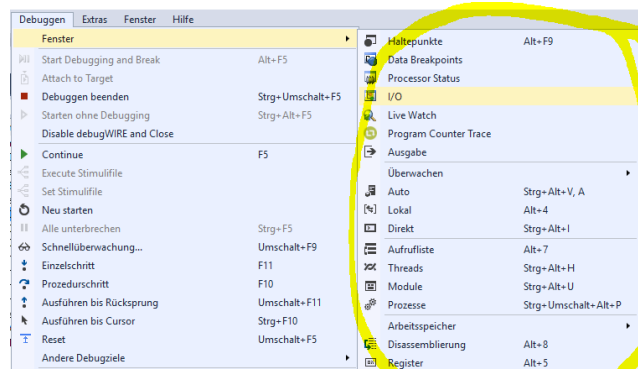 Debuggen Extras Fenster Hilfe
Fenster
Start Debugging and Break Alt+F5
Attach to Target
Debuggen beenden Strg+Umschalt+F5
Starten ohne Debugging Strg+Alt+F5
Disable debugWIRE and Close
Continue F5
Execute Stimulifile
Set Stimulifile
Neu starten
Alle unterbrechen Strg+F5
Schnellüberwachung... Umschalt+F9
Einzelschritt F11
Prozedurschritt F10
Ausführen bis Rücksprung Umschalt+F11
Ausführen bis Cursor Strg+F10
Reset Umschalt+F5
Andere Debugziele
Haltepunkte Alt+F9
Data Breakpoints
Processor Status
I/O
Live Watch
Program Counter Trace
Ausgabe
Überwachen
Auto Strg+Alt+V, A
Lokal Alt+4
Direkt Strg+Alt+I
Aufrufliste Alt+7
Threads Strg+Alt+H
Module Strg+Alt+U
Prozesse Strg+Umschalt+Alt+P
Arbeitsspeicher
Disassemblierung Alt+8
Register Alt+5